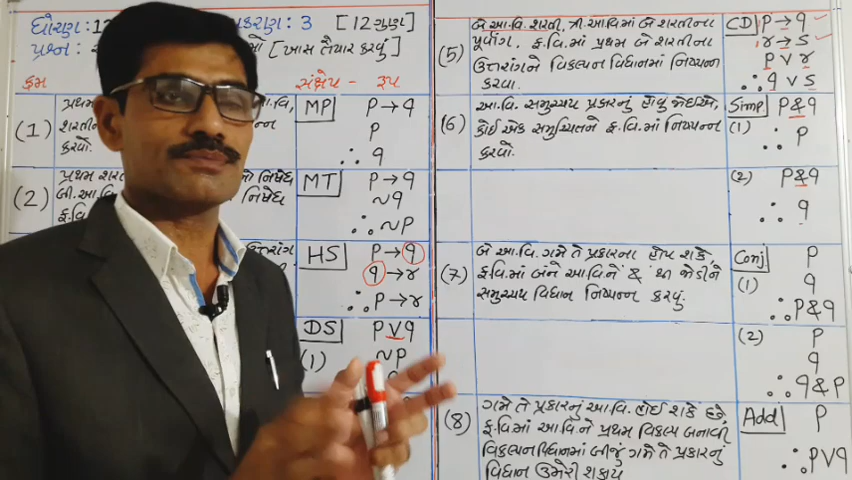 ધોરણ:
પ્રકરણ: 3 [12 ગુણ]
પ્રશ્ન:
[ખાસ તૈયાર કરવું]
ક્રમ
સંક્ષેપ - રૂપ
(1)
શરતી
કરવો.
MP
P→q
P
∴ q
(2)
પ્રથમ શરતી
નિષેધ
બી.આ.વિ.
નિષેધ
MT
P→q
~q
∴ ~P
HS
P→q
q→r
∴ P→r
DS
(1)
P∨q
~P
(5)
બે આ.વિ. શરતી, ત્રી.આ.વિમાં બે શરતીના
પૂર્વાંગ. ફ.વિ.માં પ્રથમ બે શરતીના
ઉત્તરાંગને વિકલ્પન વિધાનમાં નિષ્પન્ન
કરવા.
CD
P→q
r→s
P∨r
∴ q∨s
(6)
આ.વિ. સમુચ્ચય પ્રકારનું હોવું જોઈએ,
કોઈ એક સમુચ્ચિતને ફ.વિ.માં નિષ્પન્ન
કરવો.
Simp
(1)
P&q
∴ P
(2)
P&q
∴ q
(7)
બે આ.વિ. ગમે તે પ્રકારના હોય શકે,
ફ.વિ.માં બંને આ.વિ.ને & થી જોડીને
સમુચ્ચય વિધાન નિષ્પન્ન કરવું.
Conj
(1)
P
q
∴ P&q
(2)
P
q
∴ q&P
(8)
ગમે તે પ્રકારનું આ.વિ. હોઈ શકે છે,
ફ.વિ.માં આ.વિ.ને પ્રથમ વિકલ્પ બનાવી
વિકલ્પન વિધાનમાં બીજું ગમે તે પ્રકારનું
વિધાન ઉમેરી શકાય
Add
P
∴ P∨q